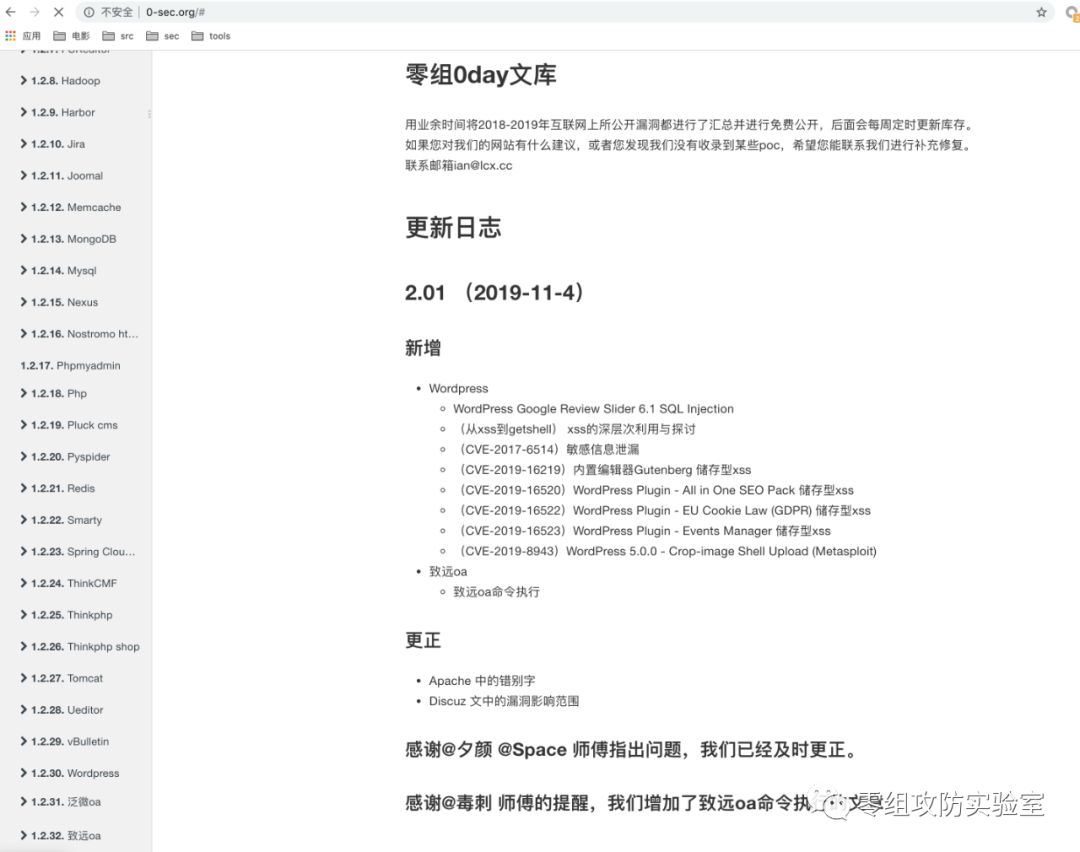 不安全 | 0-sec.org/#
应用 电影 src sec tools
1.2.8. Hadoop
1.2.9. Harbor
1.2.10. Jira
1.2.11. Joomal
1.2.12. Memcache
1.2.13. MongoDB
1.2.14. Mysql
1.2.15. Nexus
1.2.16. Nostromo ht...
1.2.17. Phpmyadmin
1.2.18. Php
1.2.19. Pluck cms
1.2.20. Pyspider
1.2.21. Redis
1.2.22. Smarty
1.2.23. Spring Clou...
1.2.24. ThinkCMF
1.2.25. Thinkphp
1.2.26. Thinkphp shop
1.2.27. Tomcat
1.2.28. Ueditor
1.2.29. vBulletin
1.2.30. Wordpress
1.2.31. 泛微oa
1.2.32. 致远oa
零组0day文库
用业余时间将2018-2019年互联网上所公开漏洞都进行了汇总并进行免费公开，后面会每周定时更新库存。
如果您对我们的网站有什么建议，或者您发现我们没有收录到某些poc，希望您能联系我们进行补充修复。
联系邮箱ian@lcx.cc
更新日志
2.01 （2019-11-4）
新增
Wordpress
WordPress Google Review Slider 6.1 SQL Injection
（从xss到getshell） xss的深层次利用与探讨
（CVE-2017-6514）敏感信息泄漏
（CVE-2019-16219）内置编辑器Gutenberg 储存型xss
（CVE-2019-16520）WordPress Plugin - All in One SEO Pack 储存型xss
（CVE-2019-16522）WordPress Plugin - EU Cookie Law (GDPR) 储存型xss
（CVE-2019-16523）WordPress Plugin - Events Manager 储存型xss
（CVE-2019-8943）WordPress 5.0.0 - Crop-image Shell Upload (Metasploit)
致远oa
致远oa命令执行
更正
Apache 中的错别字
Discuz 文中的漏洞影响范围
感谢@夕颜 @Space 师傅指出问题，我们已经及时更正。
感谢@毒刺 师傅的提醒，我们增加了致远oa命令执
零组攻防实验室